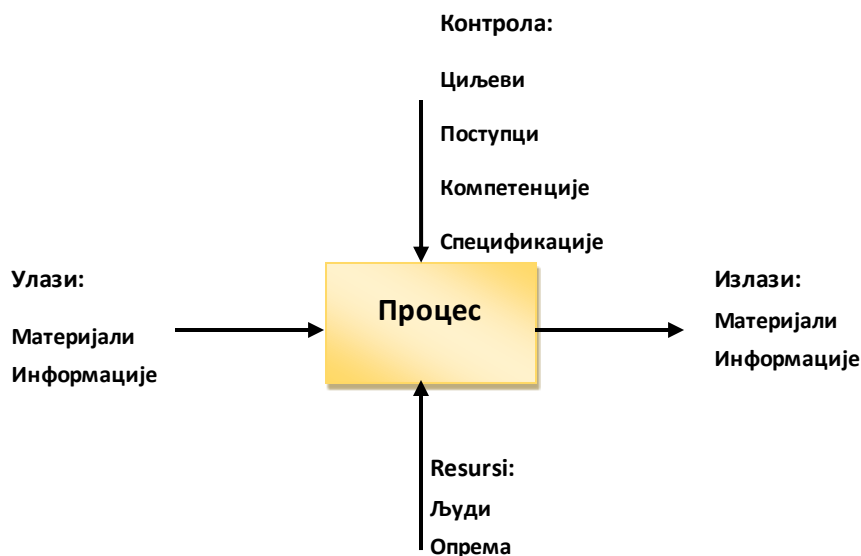 Контрола:
Циљеви
Поступци
Компетенције
Спецификације
Улази:
Материјали
Информације
Процес
Излази:
Материјали
Информације
Resursi:
Људи
Опрема